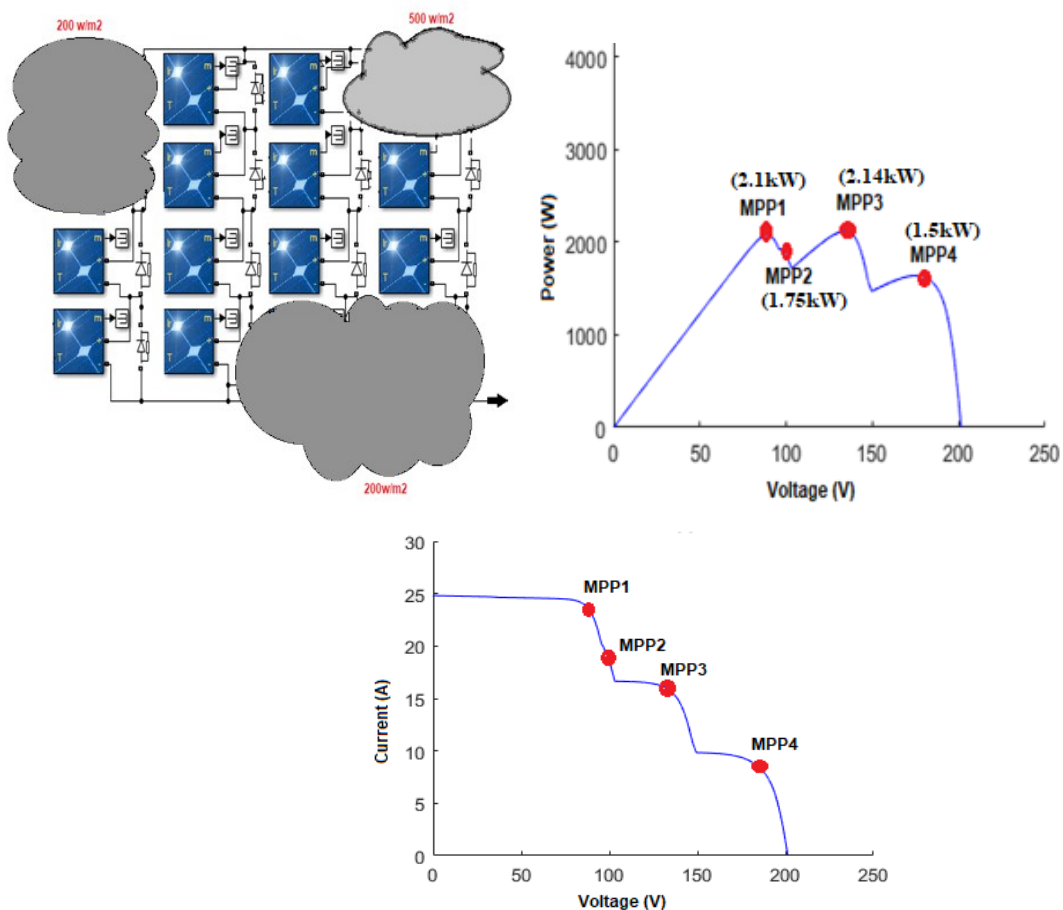 200 w/m2
500 w/m2
m
m
T
m
m
T
T
m
m
m
T
T
T
m
m
m
m
T
T
T
T
m
m
T
T
200w/m2
4000
3000
2000
1000
0
Power (W)
(2.1kW)
MPP1
(2.14kW)
MPP3
(1.5kW)
MPP4
MPP2
(1.75kW)
0
50
100
150
200
250
Voltage (V)
30
25
20
15
10
5
0
Current (A)
MPP1
MPP2
MPP3
MPP4
0
50
100
150
200
250
Voltage (V)